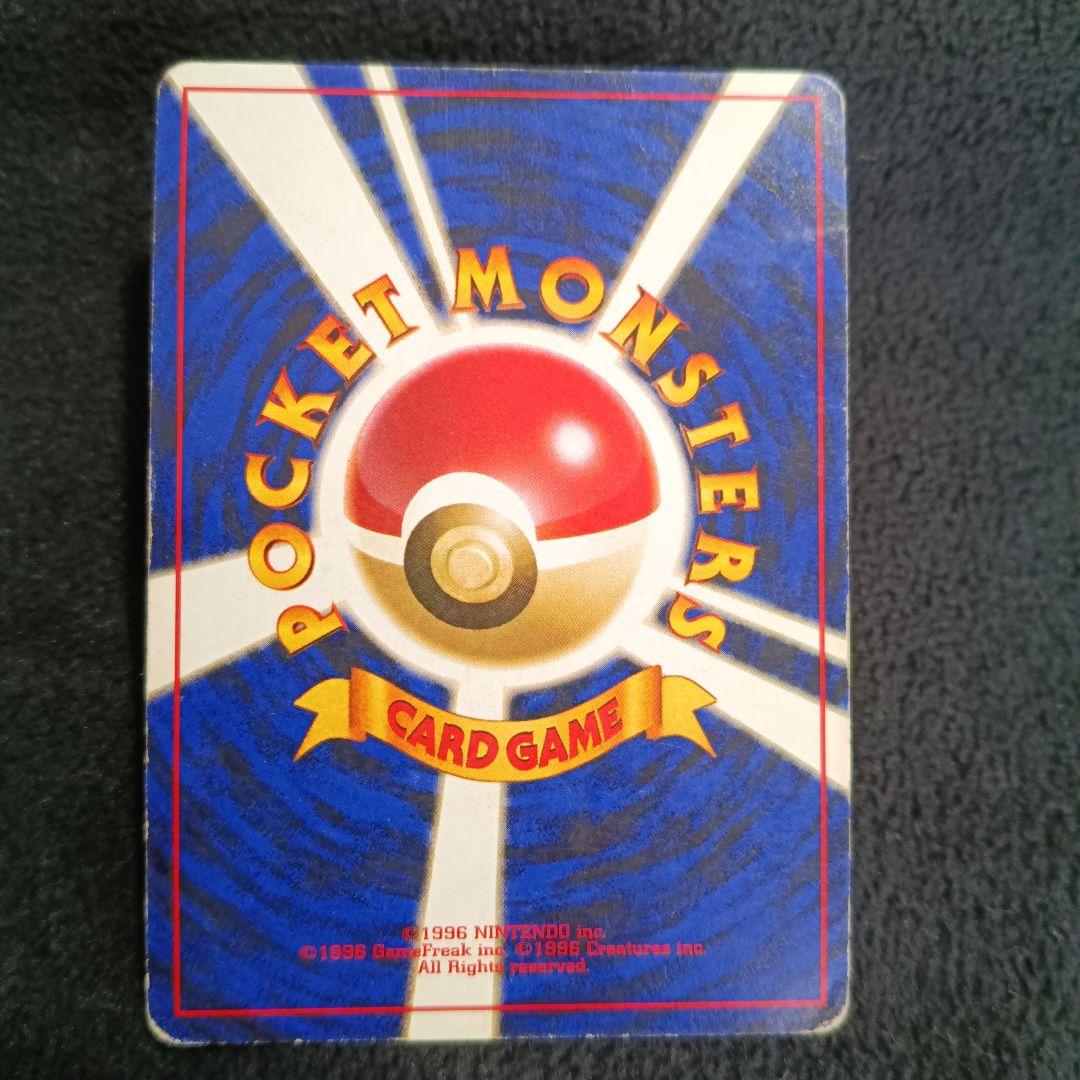 POCKET MONSTERS
CARD GAME
©1996 NINTENDO inc.
©1996 GameFreak inc. ©1996 Creatures inc.
All Rights reserved.